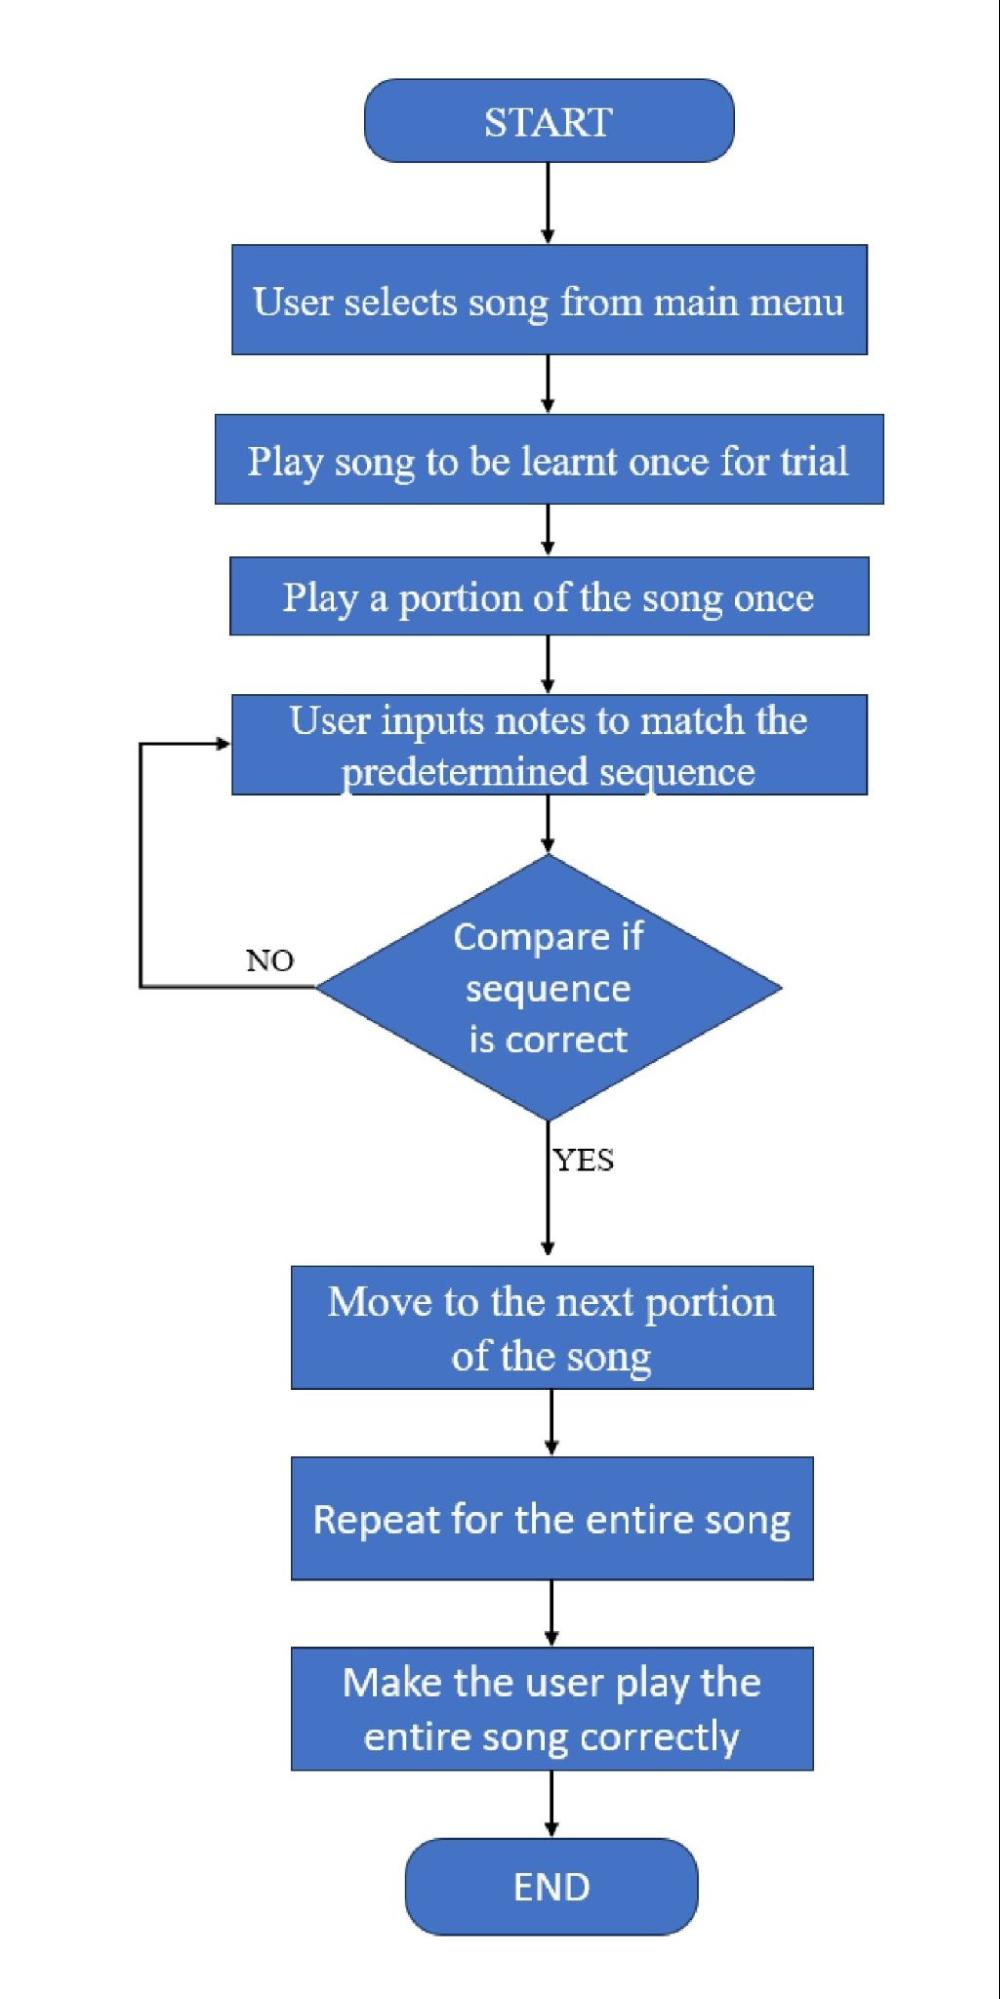 START
User selects song from main menu
Play song to be learnt once for trial
Play a portion of the song once
User inputs notes to match the
predetermined sequence
Compare if
sequence
is correct
NO
YES
Move to the next portion
of the song
Repeat for the entire song
Make the user play the
entire song correctly
END